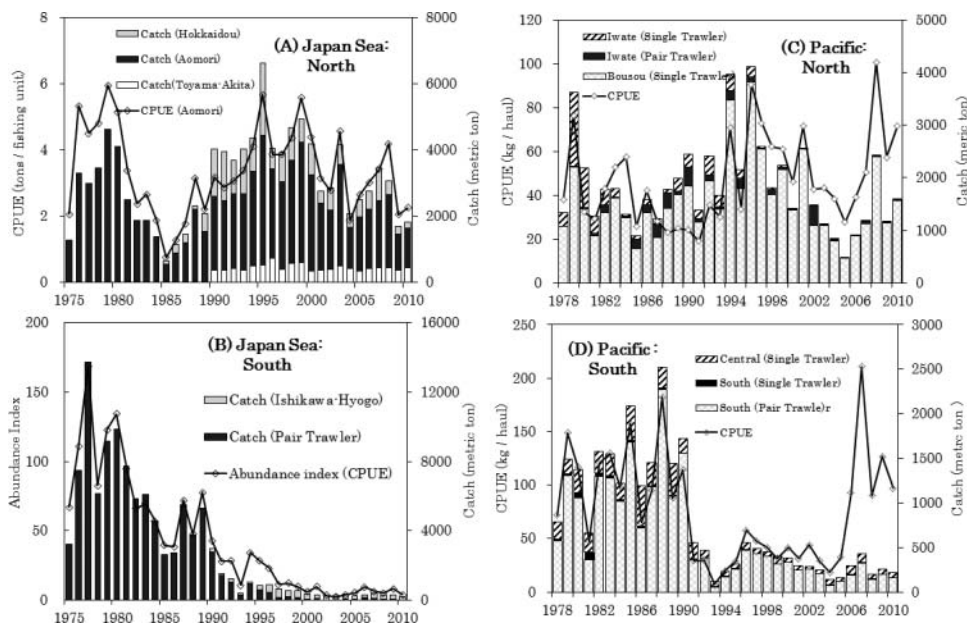 (A) Japan Sea:
North
Catch (Hokkaidou)
Catch (Aomori)
Catch(Toyama-Akita)
CPUE (Aomori)
CPUE (tons / fishing unit)
8
6
4
2
0
Catch (metric ton)
8000
6000
4000
2000
0
1975 1980 1985 1990 1995 2000 2005 2010
(C) Pacific:
North
Iwate (Single Trawler)
Iwate (Pair Trawler)
Bousou (Single Trawler)
CPUE
CPUE (kg / haul)
120
100
80
60
40
20
0
Catch (metric ton)
5000
4000
3000
2000
1000
0
1978 1982 1986 1990 1994 1998 2002 2006 2010
(B) Japan Sea:
South
Catch (Ishikawa-Hyogo)
Catch (Pair Trawler)
Abundance index (CPUE)
Abundance Index
200
150
100
50
0
Catch (metric ton)
16000
12000
8000
4000
0
1975 1980 1985 1990 1995 2000 2005 2010
(D) Pacific:
South
Central (Single Trawler)
South (Single Trawler)
South (Pair Trawle)r
CPUE
CPUE (kg / haul)
250
200
150
100
50
0
Catch (metric ton)
3000
2500
2000
1500
1000
500
0
1978 1982 1986 1990 1994 1998 2002 2006 2010